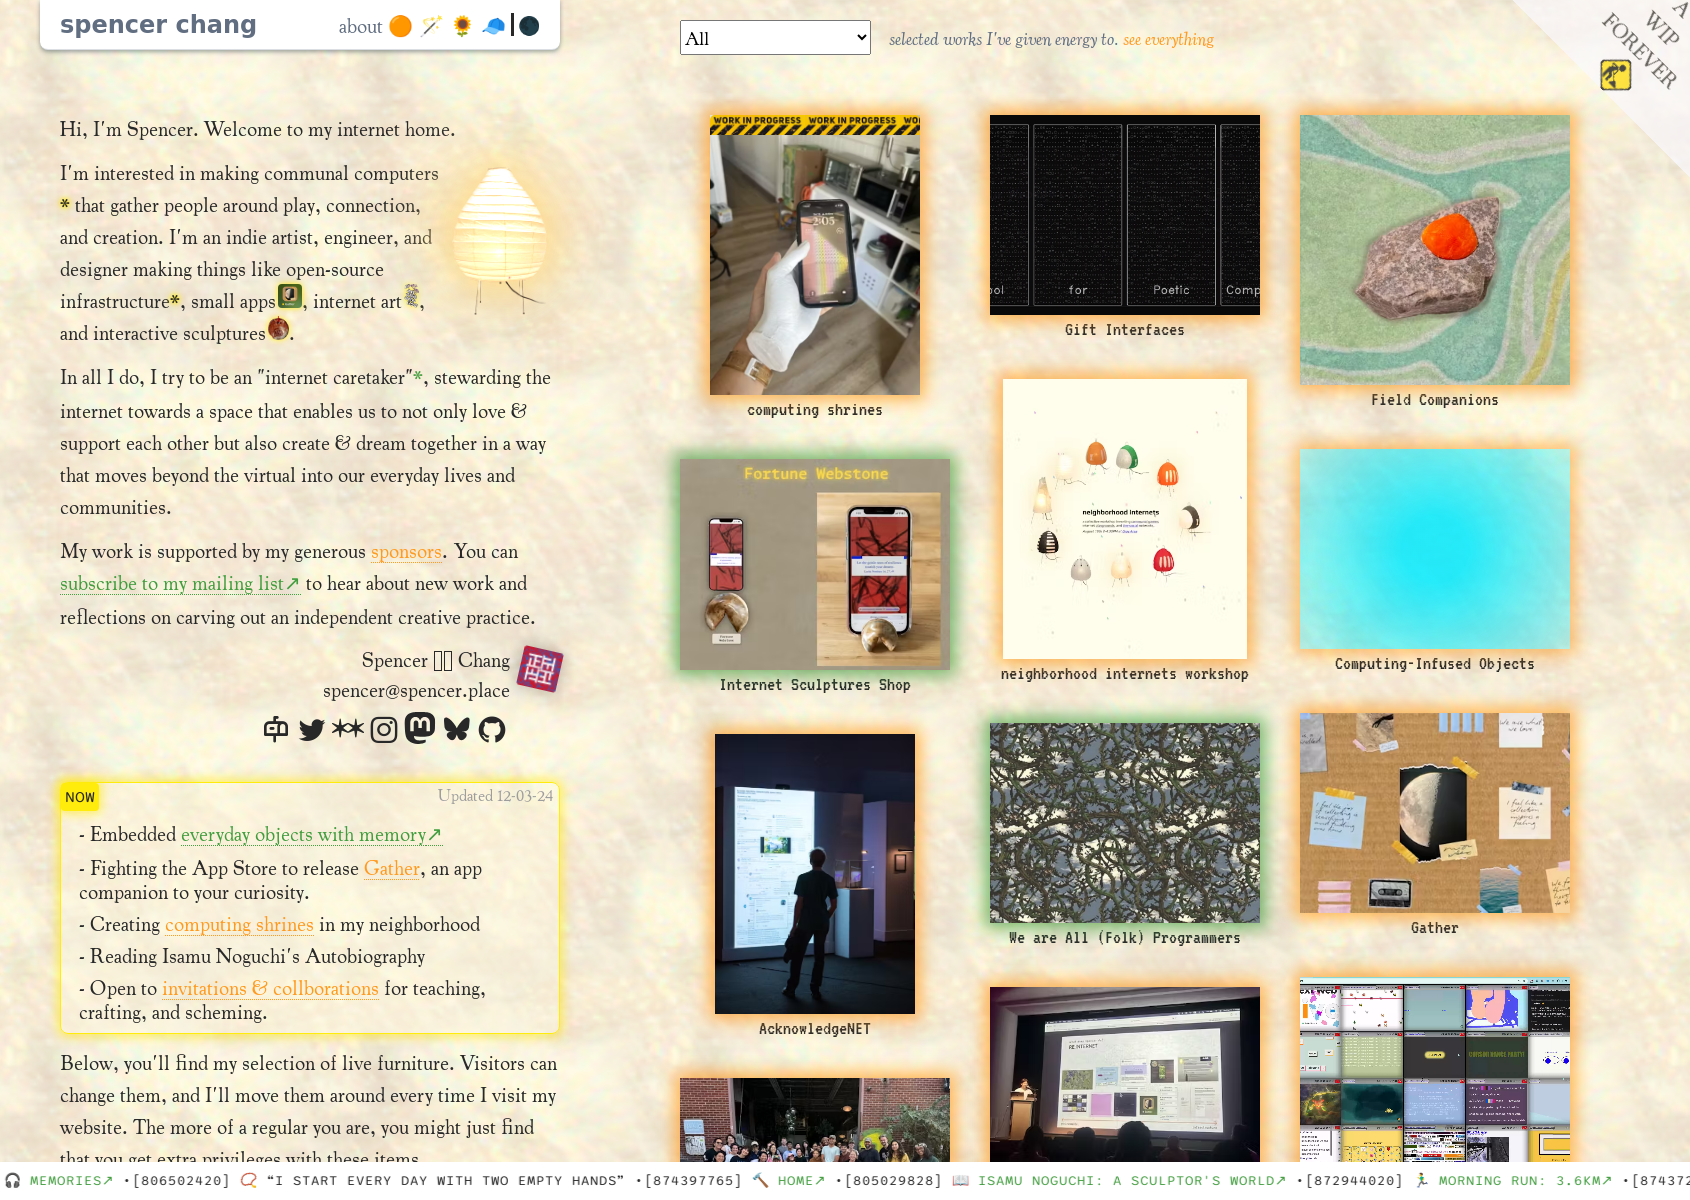 spencer chang
about
All
selected works I've given energy to. see everything
A
WIP
FOREVER
Hi, I'm Spencer. Welcome to my internet home.
I'm interested in making communal computers
* that gather people around play, connection,
and creation. I'm an indie artist, engineer, and
designer making things like open-source
infrastructure*, small apps, internet art,
and interactive sculptures.
In all I do, I try to be an "internet caretaker"*, stewarding the
internet towards a space that enables us to not only love &
support each other but also create & dream together in a way
that moves beyond the virtual into our everyday lives and
communities.
My work is supported by my generous sponsors. You can
subscribe to my mailing list↗ to hear about new work and
reflections on carving out an independent creative practice.
Spencer Chang
spencer@spencer.place
NOW
Updated 12-03-24
- Embedded everyday objects with memory↗
- Fighting the App Store to release Gather, an app
companion to your curiosity.
- Creating computing shrines in my neighborhood
- Reading Isamu Noguchi's Autobiography
- Open to invitations & collborations for teaching,
crafting, and scheming.
Below, you'll find my selection of live furniture. Visitors can
change them, and I'll move them around every time I visit my
website. The more of a regular you are, you might just find
that you get extra privileges with these items.
WORK IN PROGRESS WORK IN PROGRESS WO
2:05
computing shrines
Fortune Webstone
Internet Sculptures Shop
AcknowledgeNET
ool for Poetic Comp
Gift Interfaces
neighborhood internets
neighborhood internets workshop
We are All (Folk) Programmers
RE INTERNET
Field Companions
Computing-Infused Objects
Gather
MEMORIES↗ •[806502420] “I START EVERY DAY WITH TWO EMPTY HANDS” •[874397765] HOME↗ •[805029828] ISAMU NOGUCHI: A SCULPTOR'S WORLD↗ •[872944020] MORNING RUN: 3.6KM↗ •[874372